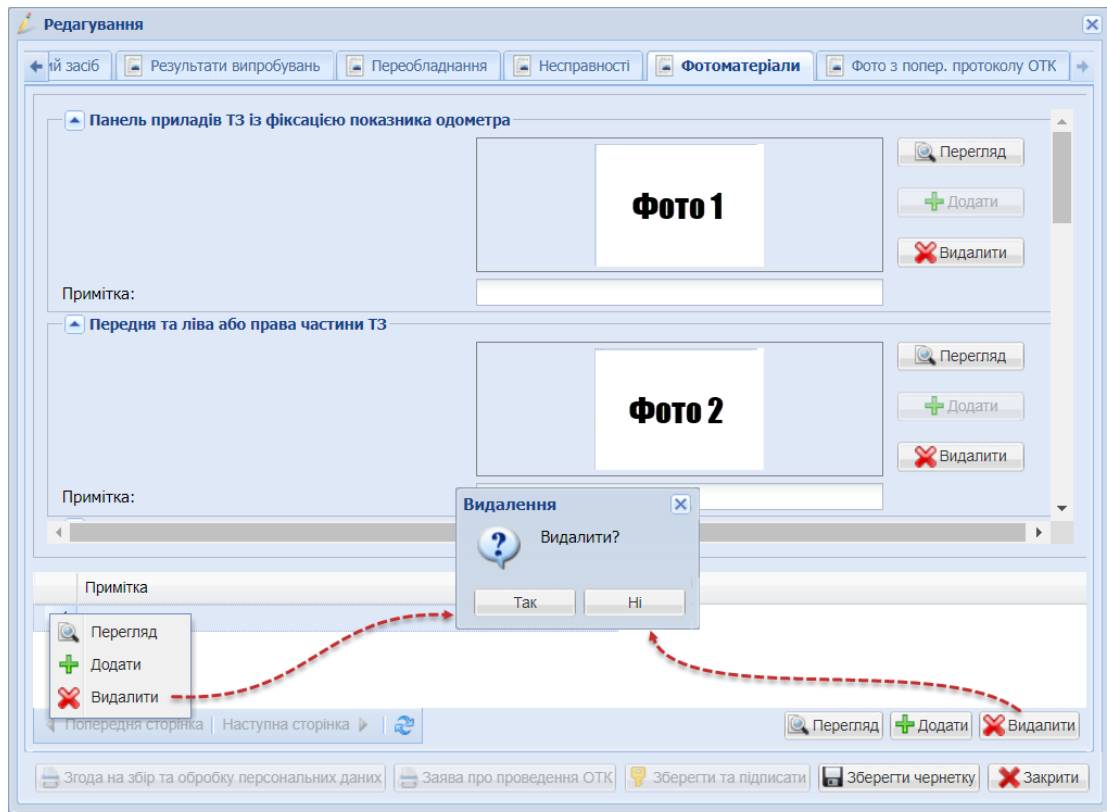 Редагування
ий засіб Результати випробувань Переобладнання Несправності Фотоматеріали Фото з попер. протоколу ОТК
Панель приладів ТЗ із фіксацією показника одометра
Перегляд
Фото 1
Додати
Видалити
Примітка:
Передня та ліва або права частини ТЗ
Перегляд
Фото 2
Додати
Видалити
Примітка:
Видалення
Видалити?
Так Ні
Примітка
Перегляд
Додати
Видалити
Попередня сторінка Наступна сторінка Перегляд Додати Видалити
Згода на збір та обробку персональних даних Заява про проведення ОТК Зберегти та підписати Зберегти чернетку Закрити